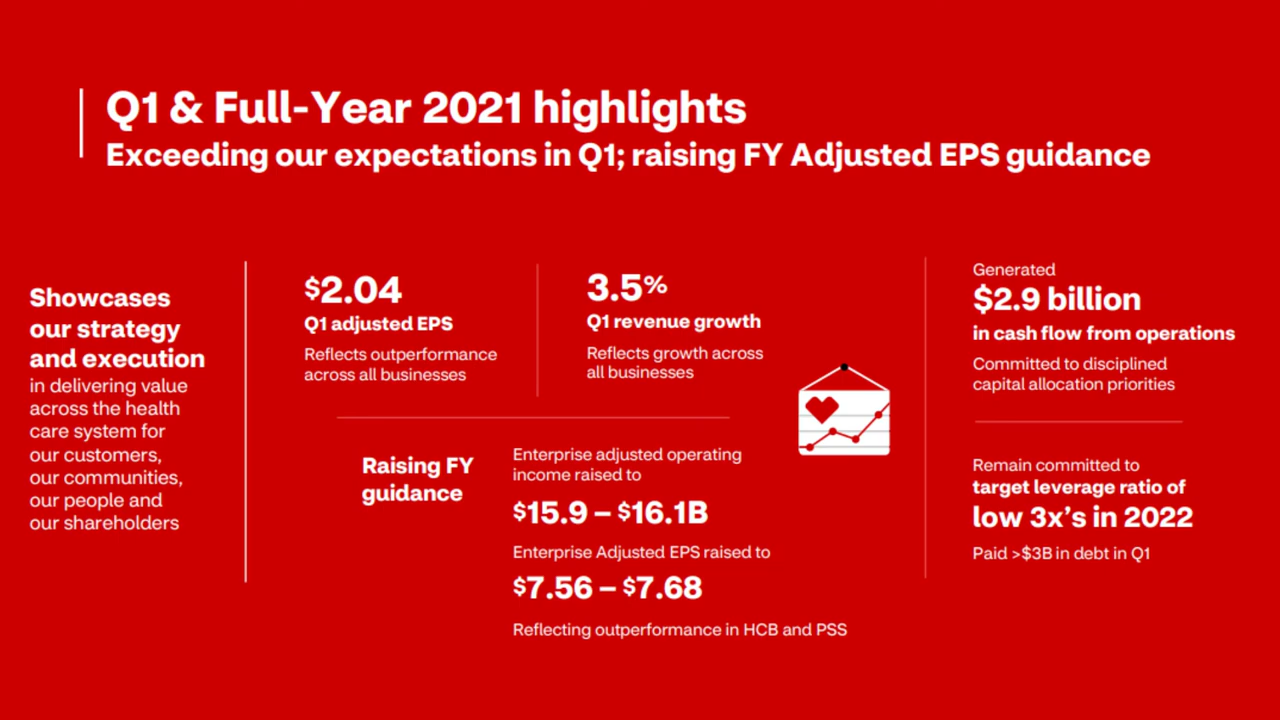 Q1 & Full-Year 2021 highlights
Exceeding our expectations in Q1; raising FY Adjusted EPS guidance
Showcases
our strategy
and execution
in delivering value
across the health
care system for
our customers,
our communities,
our people and
our shareholders
$2.04
Q1 adjusted EPS
Reflects outperformance
across all businesses
3.5%
Q1 revenue growth
Reflects growth across
all businesses
Raising FY
guidance
Enterprise adjusted operating
income raised to
$15.9 – $16.1B
Enterprise Adjusted EPS raised to
$7.56 – $7.68
Reflecting outperformance in HCB and PSS
Generated
$2.9 billion
in cash flow from operations
Committed to disciplined
capital allocation priorities
Remain committed to
target leverage ratio of
low 3x’s in 2022
Paid >$3B in debt in Q1